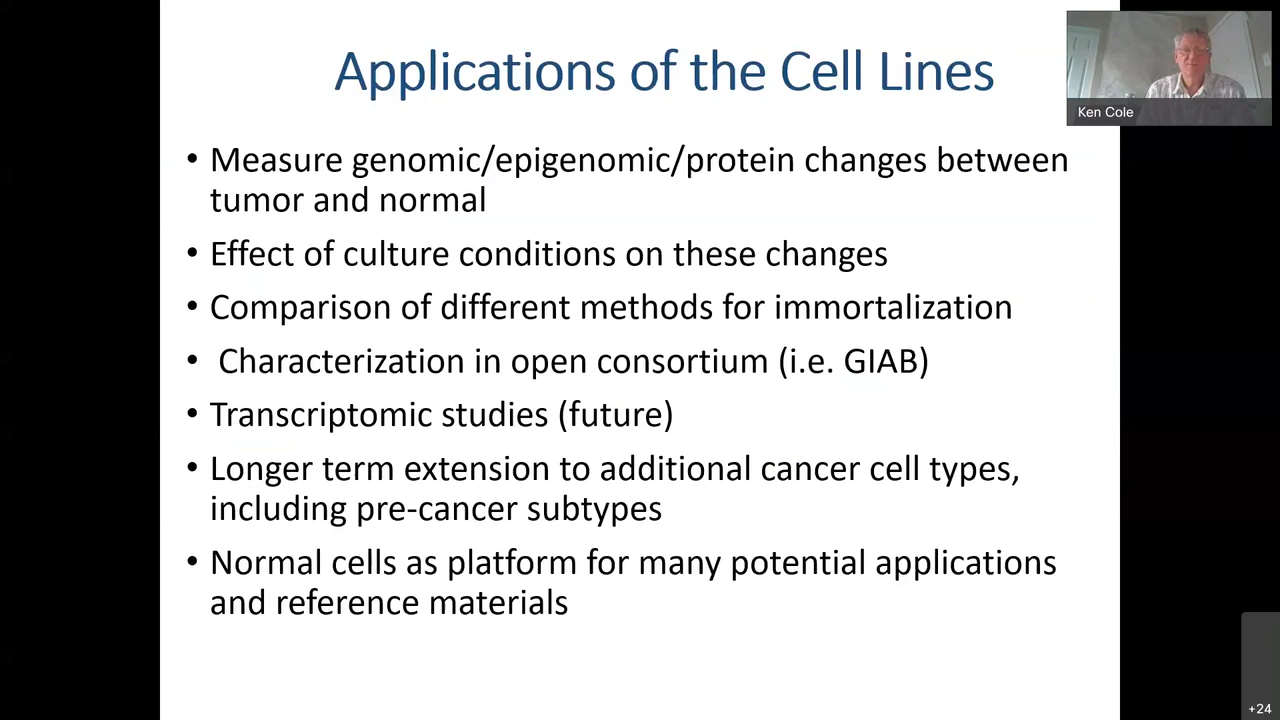 Applications of the Cell Lines
Ken Cole
• Measure genomic/epigenomic/protein changes between
tumor and normal
• Effect of culture conditions on these changes
• Comparison of different methods for immortalization
• Characterization in open consortium (i.e. GIAB)
• Transcriptomic studies (future)
• Longer term extension to additional cancer cell types,
including pre-cancer subtypes
• Normal cells as platform for many potential applications
and reference materials
+24